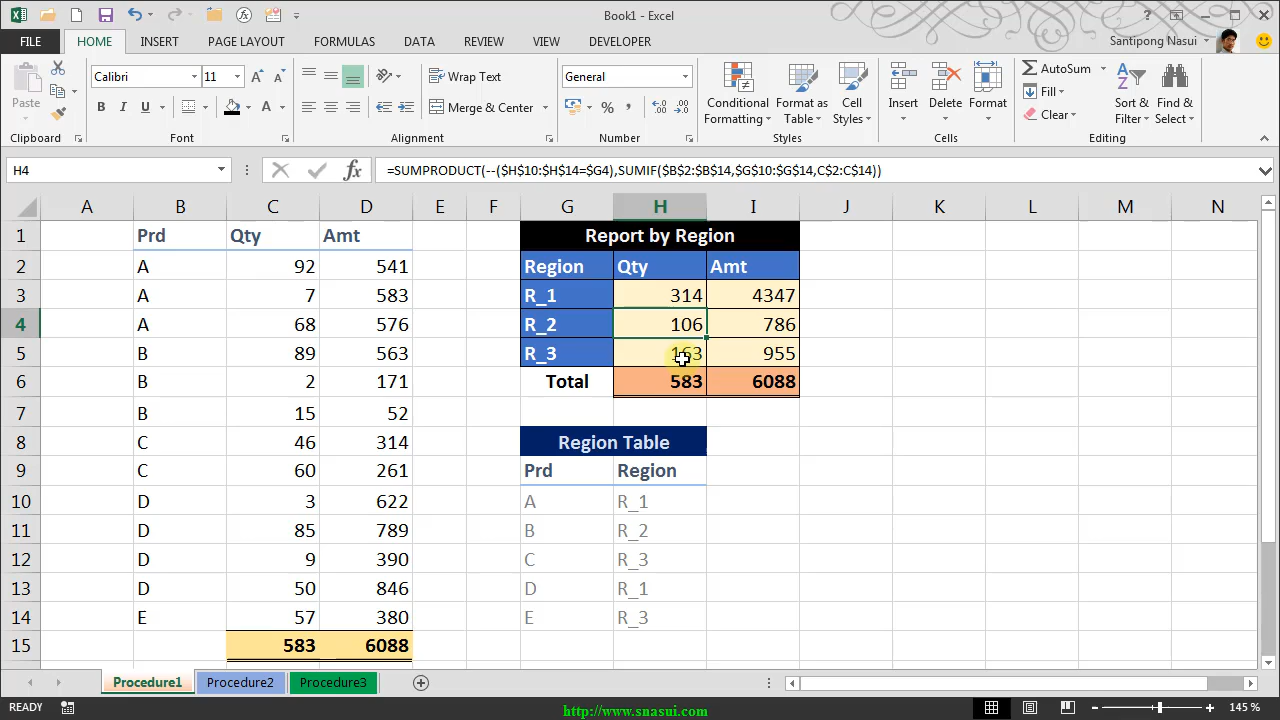 Book1 - Excel
FILE HOME INSERT PAGE LAYOUT FORMULAS DATA REVIEW VIEW DEVELOPER Santipong Nasui
Calibri 11 Wrap Text General AutoSum
Paste B I U Merge & Center % Conditional Formatting Format as Table Cell Styles Insert Delete Format Fill Clear Sort & Filter Find & Select
Clipboard Font Alignment Number Styles Cells Editing
H4 fx =SUMPRODUCT(--($H$10:$H$14=$G4),SUMIF($B$2:$B$14,$G$10:$G$14,C$2:C$14))
A B C D E F G H I J K L M N
1 Prd Qty Amt Report by Region
2 A 92 541 Region Qty Amt
3 A 7 583 R_1 314 4347
4 A 68 576 R_2 106 786
5 B 89 563 R_3 163 955
6 B 2 171 Total 583 6088
7 B 15 52
8 C 46 314 Region Table
9 C 60 261 Prd Region
10 D 3 622 A R_1
11 D 85 789 B R_2
12 D 9 390 C R_3
13 D 50 846 D R_1
14 E 57 380 E R_3
15 583 6088
Procedure1 Procedure2 Procedure3
READY http://www.snasui.com 145 %